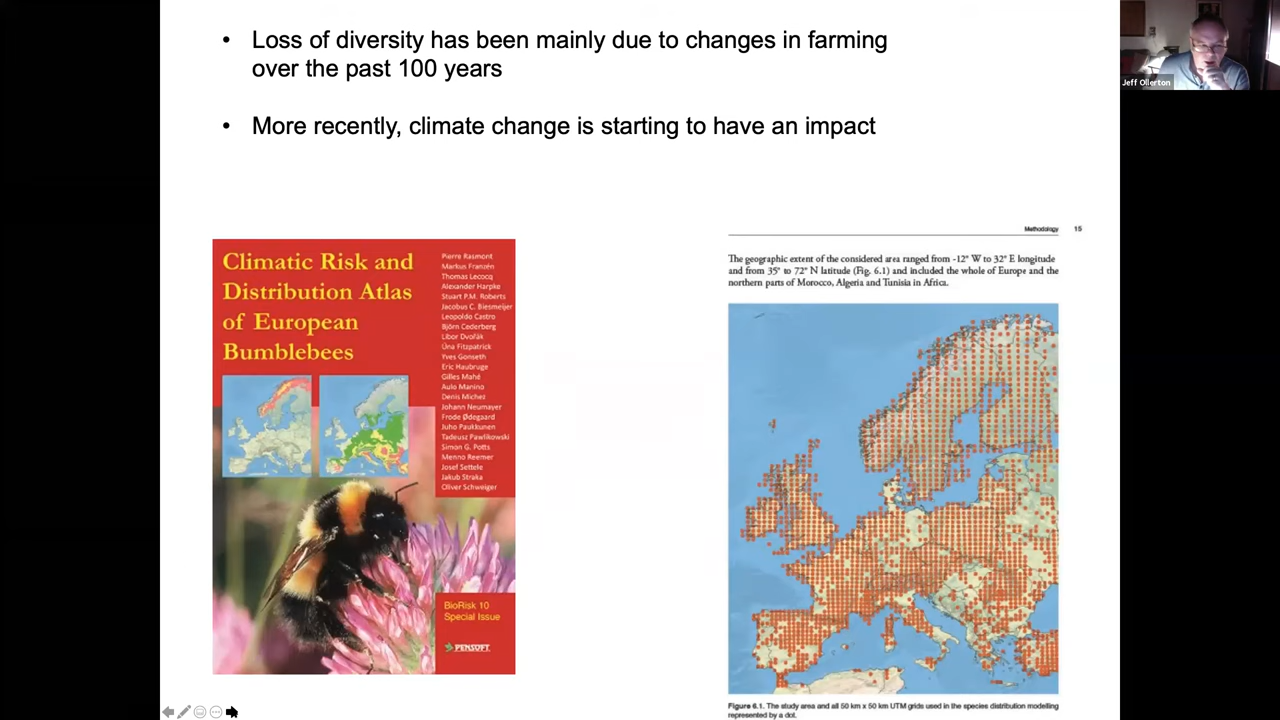 • Loss of diversity has been mainly due to changes in farming
over the past 100 years
• More recently, climate change is starting to have an impact
Jeff Ollerton
Climatic Risk and
Distribution Atlas
of European
Bumblebees
Pierre Rasmont
Markus Franzén
Thomas Lecocq
Alexander Harpke
Stuart P.M. Roberts
Jacobus C. Biesmeijer
Leopoldo Castro
Björn Cederberg
Libor Dvořák
Úna Fitzpatrick
Yves Gonseth
Eric Haubruge
Gilles Mahé
Aulo Manino
Denis Michez
Johann Neumayer
Frode Ødegaard
Juho Paukkunen
Tadeusz Pawlikowski
Simon G. Potts
Menno Reemer
Josef Settele
Jakub Straka
Oliver Schweiger
BioRisk 10
Special Issue
PENSOFT.
Methodology 15
The geographic extent of the considered area ranged from -12° W to 32° E longitude
and from 35° to 72° N latitude (Fig. 6.1) and included the whole of Europe and the
northern parts of Morocco, Algeria and Tunisia in Africa.
Figure 6.1. The study area and all 50 km x 50 km UTM grids used in the species distribution modelling
represented by a dot.